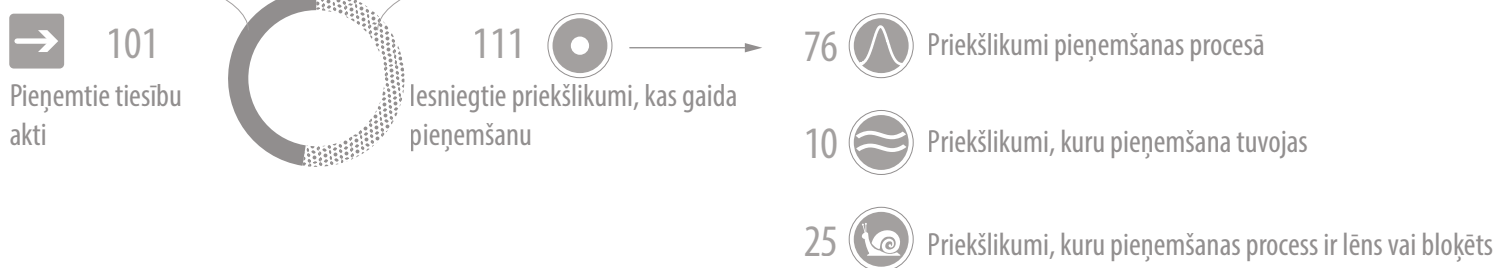 101
Pieņemtie tiesību
akti
111
Iesniegtie priekšlikumi, kas gaida
pieņemšanu
76 Priekšlikumi pieņemšanas procesā
10 Priekšlikumi, kuru pieņemšana tuvojas
25 Priekšlikumi, kuru pieņemšanas process ir lēns vai bloķēts